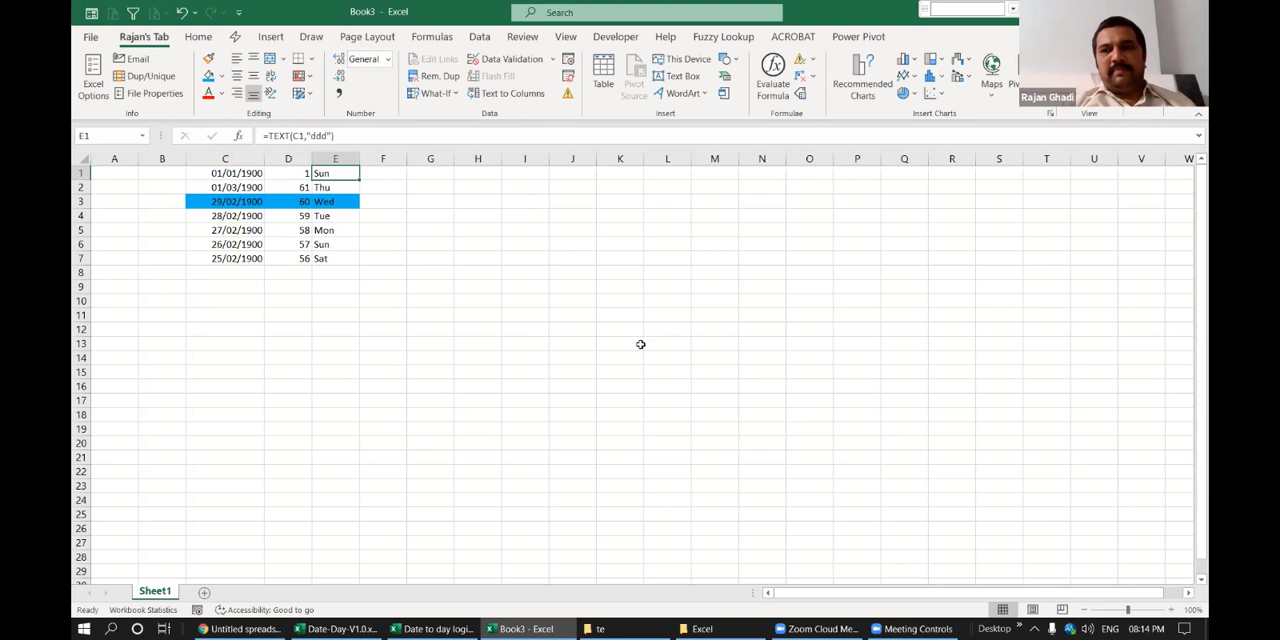 Book3 - Excel
Search
File Rajan's Tab Home Insert Draw Page Layout Formulas Data Review View Developer Help Fuzzy Lookup ACROBAT Power Pivot
Email General Edit Links Data Validation This Device
Dup/Unique Rem. Dup Flash Fill Text Box
File Properties What-If Text to Columns WordArt
Excel Options
Table
Pivot Source
Evaluate Formula
Recommended Charts
Maps
Rajan Ghadi
Info Editing Number Data Insert Formulae Insert Charts View
E1 fx =TEXT(C1,"ddd")
A B C D E F G H I J K L M N O P Q R S T U V W
1 01/01/1900 1 Sun
2 01/03/1900 61 Thu
3 29/02/1900 60 Wed
4 28/02/1900 59 Tue
5 27/02/1900 58 Mon
6 26/02/1900 57 Sun
7 25/02/1900 56 Sat
8
9
10
11
12
13
14
15
16
17
18
19
20
21
22
23
24
25
26
27
28
29
Sheet1
Ready Workbook Statistics Accessibility: Good to go 100%
Untitled spreads... Date-Day-V1.0.x... Date to day logi... Book3 - Excel te Excel Zoom Cloud Me... Meeting Controls Desktop ENG 08:14 PM